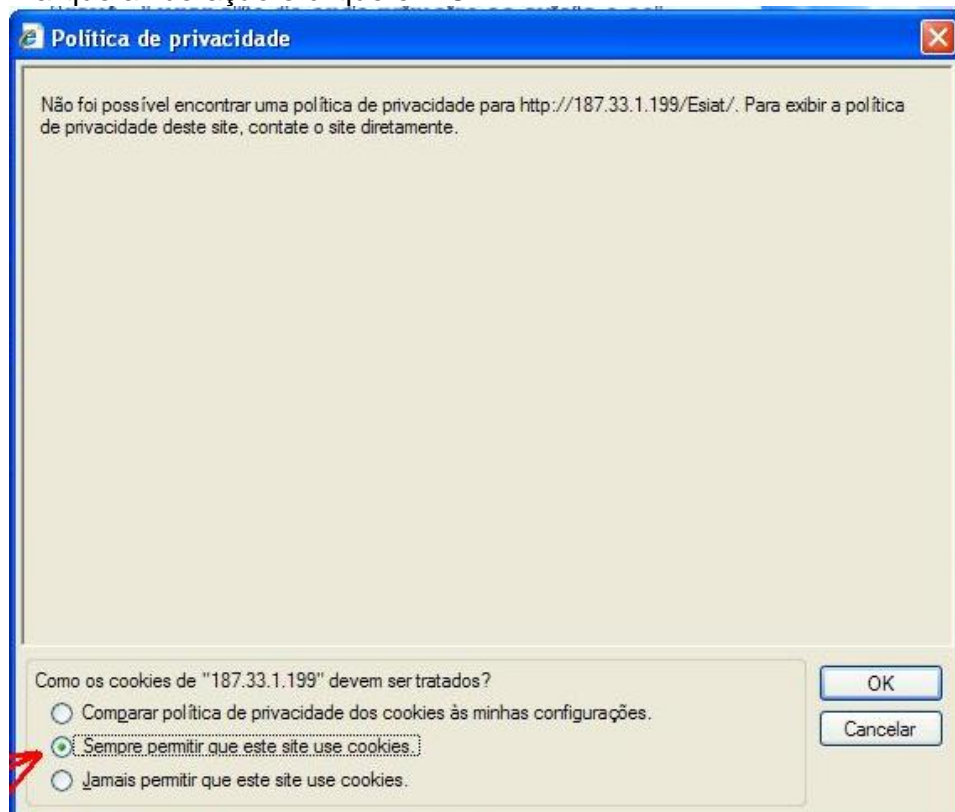 Política de privacidade
Não foi possível encontrar uma política de privacidade para http://187.33.1.199/Esiat/. Para exibir a política
de privacidade deste site, contate o site diretamente.
Como os cookies de "187.33.1.199" devem ser tratados?
Comparar política de privacidade dos cookies às minhas configurações.
Sempre permitir que este site use cookies.
Jamais permitir que este site use cookies.
OK
Cancelar